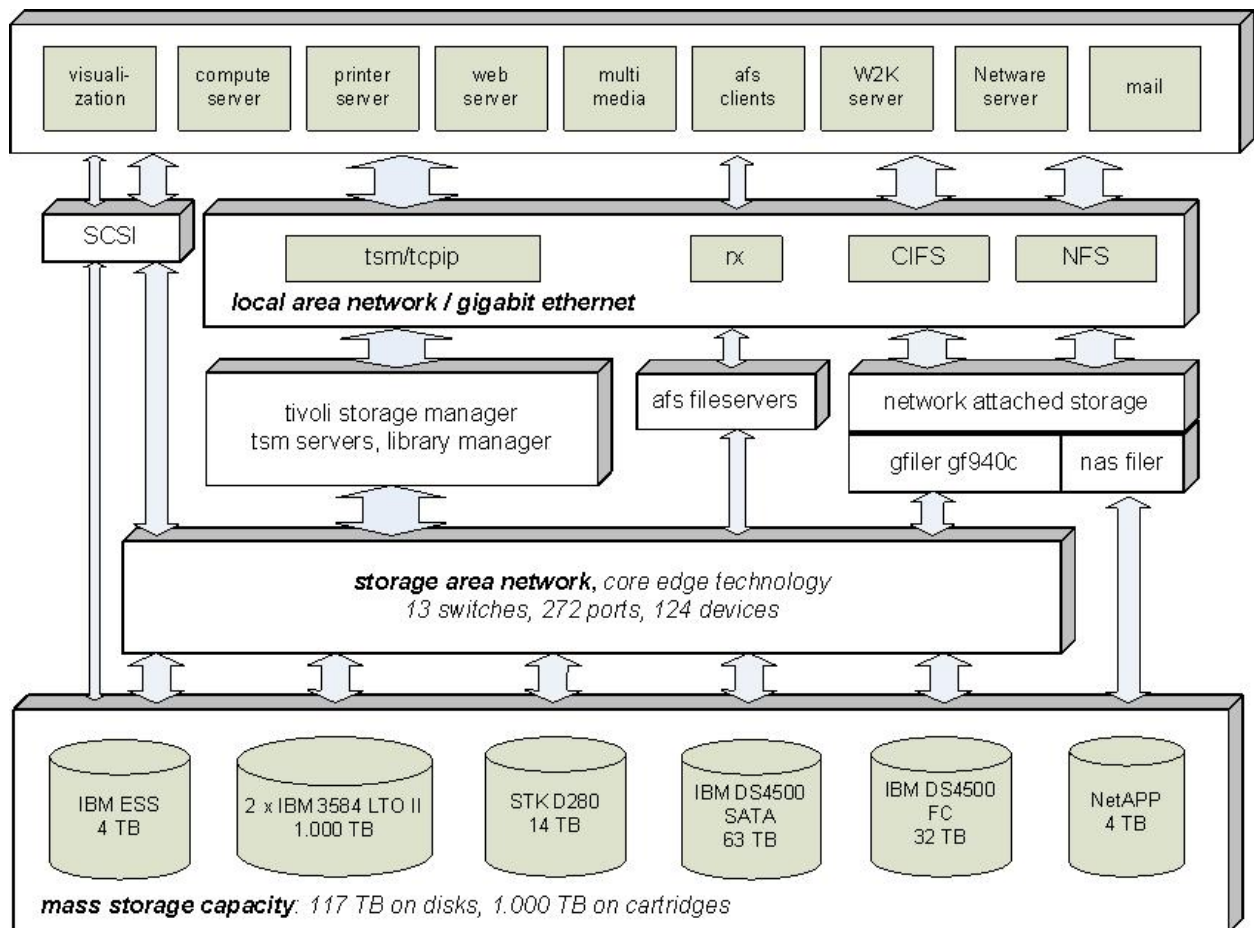 visuali-
zation
compute
server
printer
server
web
server
multi
media
afs
clients
W2K
server
Netware
server
mail
SCSI
tsm/tcpip
rx
CIFS
NFS
local area network / gigabit ethernet
tivoli storage manager
tsm servers, library manager
afs fileservers
network attached storage
gfiler gf940c
nas filer
storage area network, core edge technology
13 switches, 272 ports, 124 devices
IBM ESS
4 TB
2 x IBM 3584 LTO II
1.000 TB
STK D280
14 TB
IBM DS4500
SATA
63 TB
IBM DS4500
FC
32 TB
NetAPP
4 TB
mass storage capacity: 117 TB on disks, 1.000 TB on cartridges